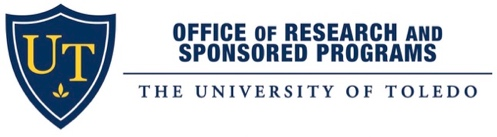 UT
OFFICE OF RESEARCH AND
SPONSORED PROGRAMS
THE UNIVERSITY OF TOLEDO